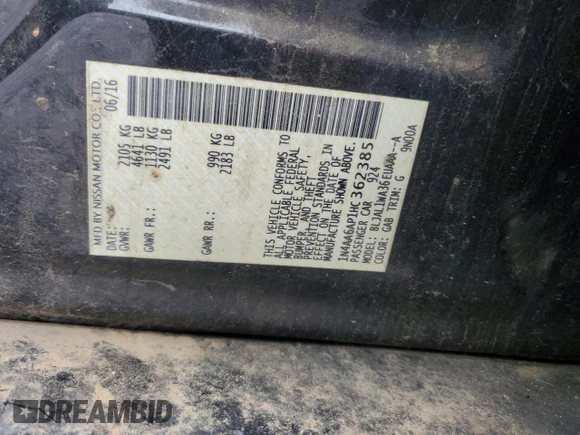 MFD BY NISSAN MOTOR CO., LTD.
DATE: 06/16
GVWR: 2105 KG
4641 LB
GAWR FR: 1130 KG
2491 LB
GAWR RR: 990 KG
2183 LB
THIS VEHICLE CONFORMS TO
ALL APPLICABLE FEDERAL
MOTOR VEHICLE SAFETY,
BUMPER, AND THEFT
PREVENTION STANDARDS IN
EFFECT ON THE DATE OF
MANUFACTURE SHOWN ABOVE.
1N4AA6AP1HC362385
PASSENGER CAR 924
MODEL: BLJALWA36EUAAA--A
COLOR: GAB TRIM: G 9N00A
DREAMBID